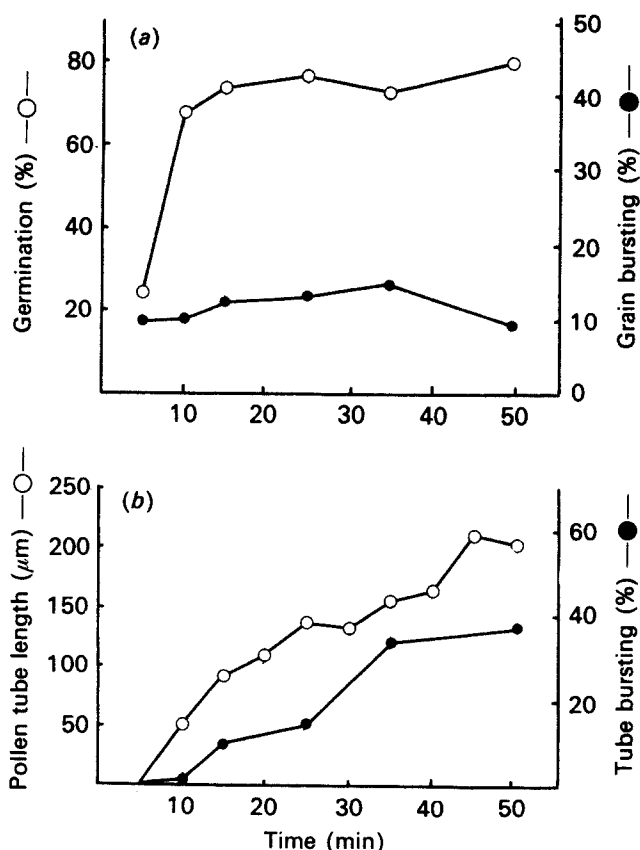 (a)
Germination (%) —○—
80
60
40
20
Grain bursting (%) —●—
50
40
30
20
10
0
10 20 30 40 50
(b)
Pollen tube length (μm) —○—
250
200
150
100
50
Tube bursting (%) —●—
60
40
20
10 20 30 40 50
Time (min)